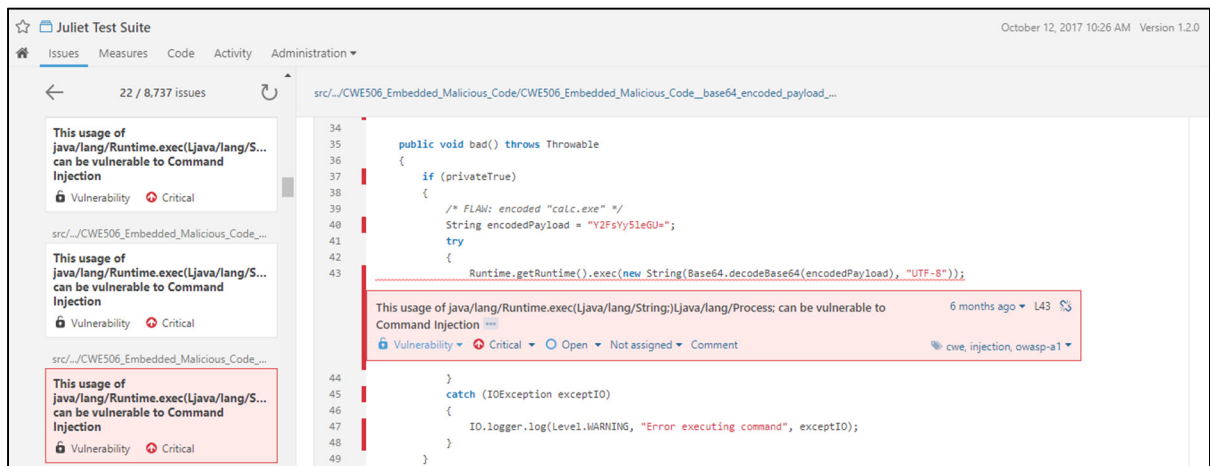 Juliet Test Suite
October 12, 2017 10:26 AM Version 1.2.0
Issues Measures Code Activity Administration
22 / 8,737 issues
src/.../CWE506_Embedded_Malicious_Code/CWE506_Embedded_Malicious_Code__base64_encoded_payload_...
This usage of
java/lang/Runtime.exec(Ljava/lang/S...
can be vulnerable to Command
Injection
Vulnerability Critical
src/.../CWE506_Embedded_Malicious_Code_...
This usage of
java/lang/Runtime.exec(Ljava/lang/S...
can be vulnerable to Command
Injection
Vulnerability Critical
src/.../CWE506_Embedded_Malicious_Code_...
This usage of
java/lang/Runtime.exec(Ljava/lang/S...
can be vulnerable to Command
Injection
Vulnerability Critical
34
35 public void bad() throws Throwable
36 {
37 if (privateTrue)
38 {
39 /* FLAW: encoded "calc.exe" */
40 String encodedPayload = "Y2FsYy5leGU=";
41 try
42 {
43 Runtime.getRuntime().exec(new String(Base64.decodeBase64(encodedPayload), "UTF-8"));
This usage of java/lang/Runtime.exec(Ljava/lang/String;)Ljava/lang/Process; can be vulnerable to
Command Injection ...
6 months ago L43
Vulnerability Critical Open Not assigned Comment
cwe, injection, owasp-a1
44 }
45 catch (IOException exceptIO)
46 {
47 IO.logger.log(Level.WARNING, "Error executing command", exceptIO);
48 }
49 }